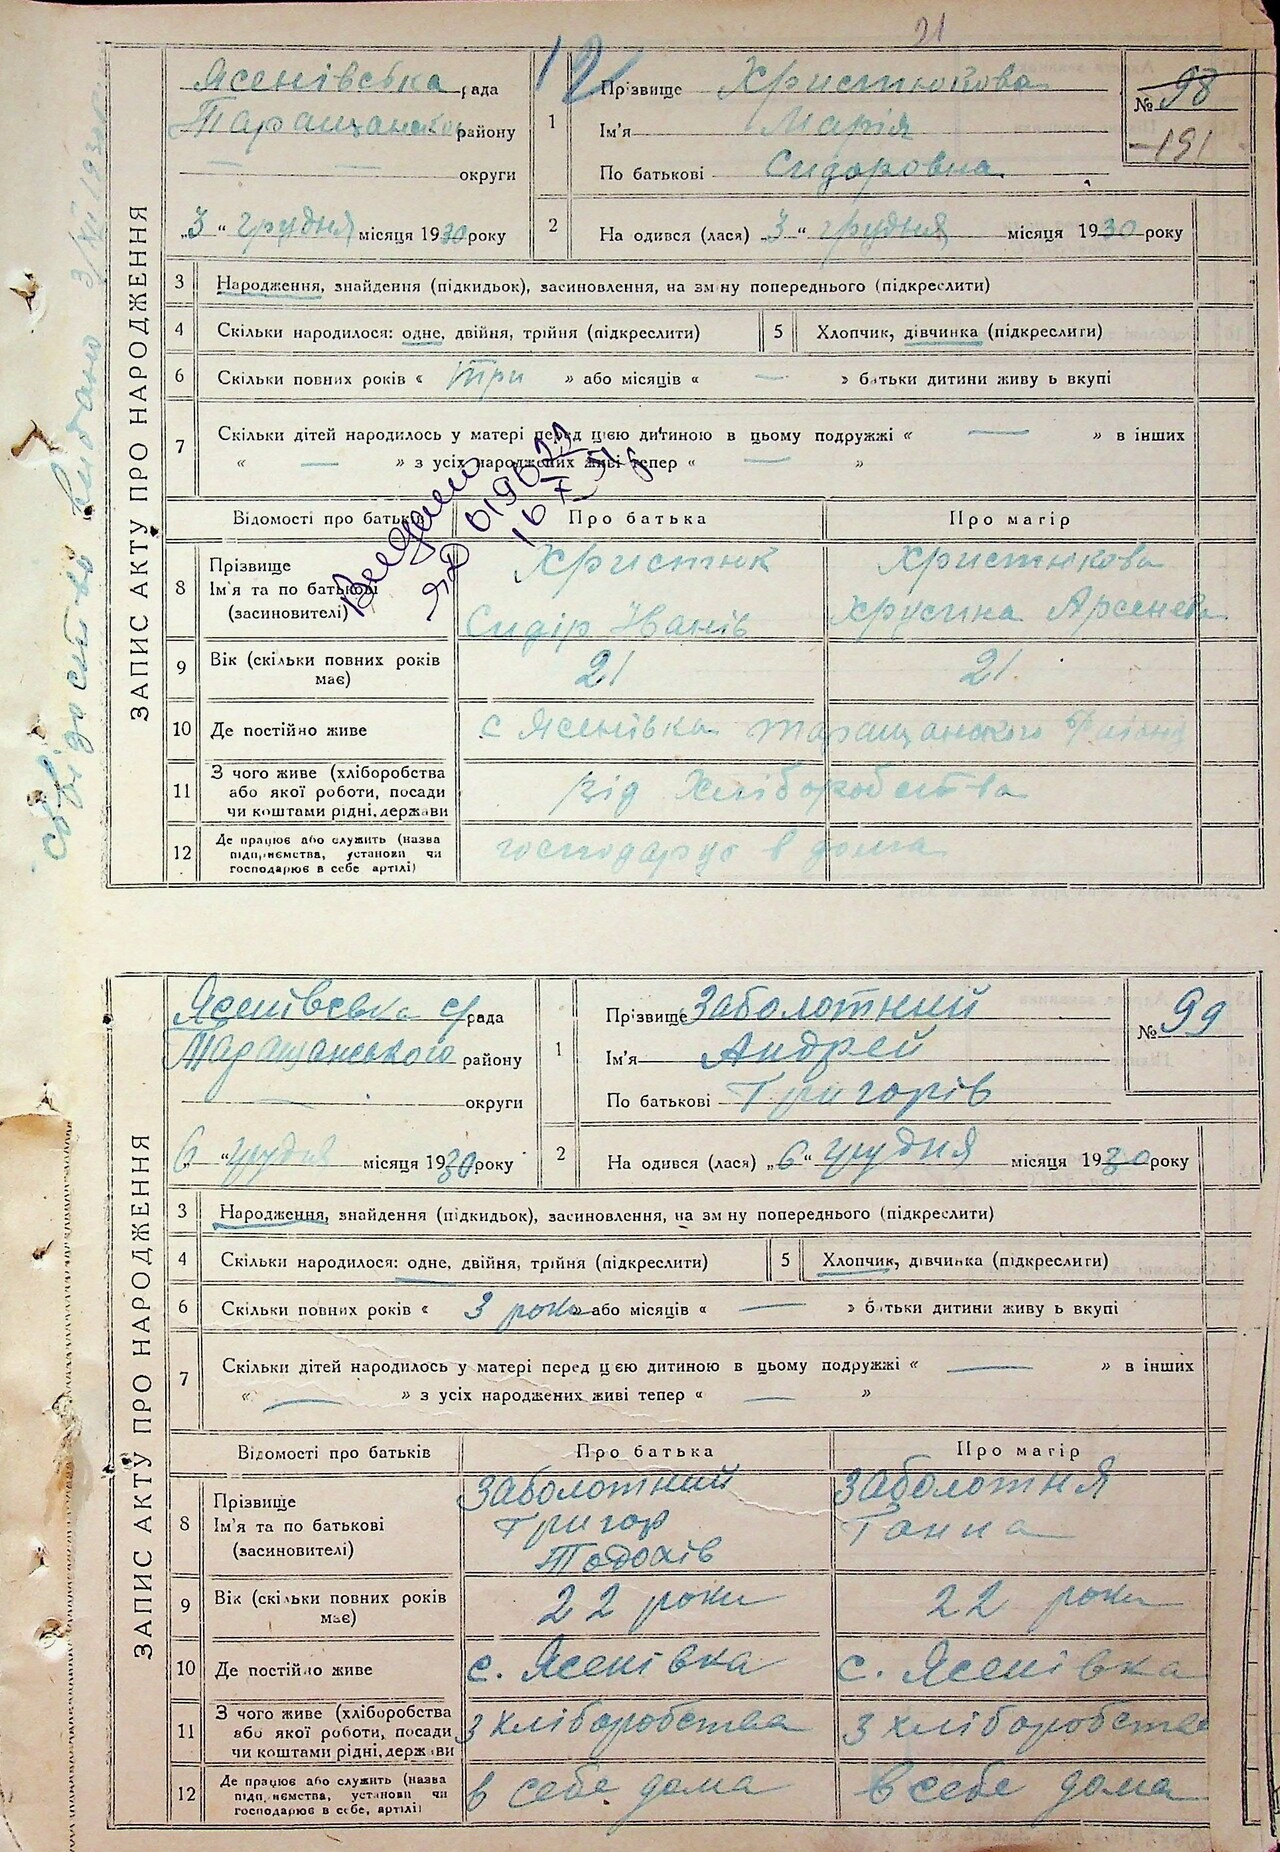 21
12
Ясенівська рада
Таращанського району
округи
„3" грудня місяця 1930 року
1
Прізвище Христюкова
Ім'я Марія
По батькові Сидоровна
№ 98
191
2
На одився (лася) „3" грудня місяця 1930 року
ЗАПИС АКТУ ПРО НАРОДЖЕННЯ
свідоцтво видано 3/XII 1930 р.
3 Народження, знайдення (підкидьок), засиновлення, на зм ну попереднього (підкреслити)
4 Скільки народилося: одне, двійня, трійня (підкреслити)
5 Хлопчик, дівчинка (підкреслити)
6 Скільки повних років « три » або місяців « — » батьки дитини живу ь вкупі
7 Скільки дітей народилось у матері перед цією дитиною в цьому подружжі « — » в інших
« — » з усіх народжених живі тепер « — »
Відомості про батьків
Про батька
Про матір
8 Прізвище
Ім'я та по батькові
(засиновителі)
Христюк
Сидір Іванів
Христюкова
Хрисина Арсенева
9 Вік (скільки повних років
має)
21
21
10 Де постійно живе
с Ясенівка Таращанського району
11 З чого живе (хліборобства
або якої роботи, посади
чи коштами рідні, держави
від Хліборобства
12 Де працює або служить (назва
підприємства, установи чи
господарює в себе артілі)
господарує в дома
Ясенівська с/рада
Таращанського району
округи
„6" грудня місяця 1930 року
1
Прізвище Заболотний
Ім'я Андрей
По батькові Григорів
№ 99
2
На одився (лася) „6" грудня місяця 1930 року
ЗАПИС АКТУ ПРО НАРОДЖЕННЯ
3 Народження, знайдення (підкидьок), засиновлення, на зм ну попереднього (підкреслити)
4 Скільки народилося: одне, двійня, трійня (підкреслити)
5 Хлопчик, дівчинка (підкреслити)
6 Скільки повних років « 3 роки » або місяців « — » батьки дитини живу ь вкупі
7 Скільки дітей народилось у матері перед цією дитиною в цьому подружжі « — » в інших
« — » з усіх народжених живі тепер « — »
Відомості про батьків
Про батька
Про матір
8 Прізвище
Ім'я та по батькові
(засиновителі)
Заболотний
Григор
Заболотня
Ганна
9 Вік (скільки повних років
має)
22 роки
22 роки
10 Де постійно живе
с. Ясенівка
с. Ясенівка
11 З чого живе (хліборобства
або якої роботи, посади
чи коштами рідні, держави
З хліборобства
З хліборобства
12 Де працює або служить (назва
підприємства, установи чи
господарює в себе, артілі)
в себе дома
в себе дома